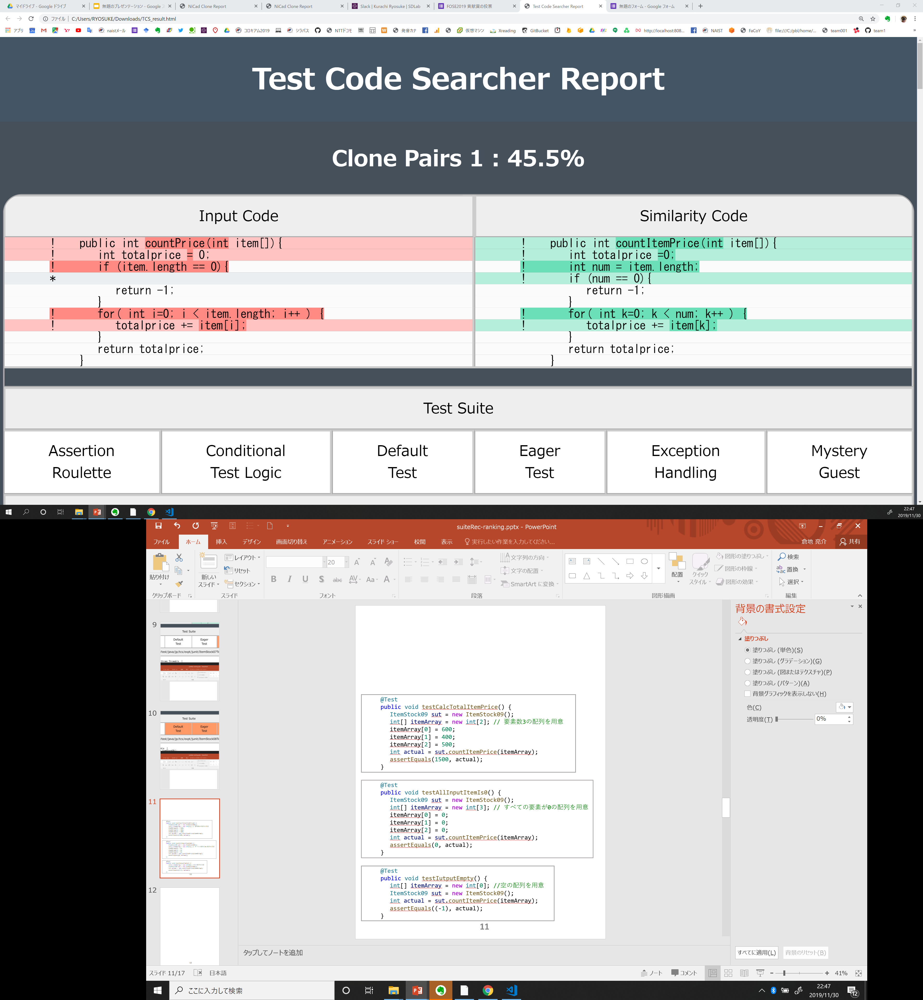 マイドライブ - Google ドライブ
無題のプレゼンテーション - Google ス
NiCad Clone Report
NiCad Clone Report
Slack | Kurachi Ryosuke | SDLab
FOSE2019 貢献賞の投票
Test Code Searcher Report
無題のフォーム - Google フォーム
ファイル | C:/Users/RYOSUKE/Downloads/TCS_result.html
アプリ
naistメール
コロキアム2019
シラバス
NTTドコモ
発音カナ
仮想マシン
Xreading
GitBucket
http://localhost:808...
NAIST
FaCoY
file:///C:/pbl/home/...
team001
team1
Test Code Searcher Report
Clone Pairs 1 : 45.5%
Input Code
! public int countPrice(int item[]){
! int totalprice = 0;
! if (item.length == 0){
*
return -1;
}
! for( int i=0; i < item.length; i++ ) {
! totalprice += item[i];
}
return totalprice;
}
Similarity Code
! public int countItemPrice(int item[]){
! int totalprice =0;
! int num = item.length;
! if (num == 0){
return -1;
}
! for( int k=0; k < num; k++ ) {
! totalprice += item[k];
}
return totalprice;
}
Test Suite
Assertion
Roulette
Conditional
Test Logic
Default
Test
Eager
Test
Exception
Handling
Mystery
Guest
22:47
2019/11/30
suiteRec-ranking.pptx - PowerPoint
ファイル
ホーム
挿入
デザイン
画面切り替え
アニメーション
スライド ショー
校閲
表示
実行したい作業を入力してください...
倉地 亮介
共有
貼り付け
クリップボード
新しい
スライド
レイアウト
リセット
セクション
スライド
20
B I U S abc AV Aa A
フォント
文字列の方向
文字の配置
SmartArt に変換
段落
配置
クイック
スタイル
図形の塗りつぶし
図形の枠線
図形の効果
図形描画
検索
置換
選択
編集
9
Test Suite
Default
Test
Eager
Test
/test/java/jp/tcs/expt/junit/ItemStock07Te
throws Throwable {
10
Test Suite
Default
Test
Eager
Test
/test/java/jp/tcs/expt/junit/ItemStock08Te
11
12
@Test
public void testCalcTotalItemPrice() {
ItemStock09 sut = new ItemStock09();
int[] itemArray = new int[2]; // 要素数3の配列を用意
itemArray[0] = 600;
itemArray[1] = 400;
itemArray[2] = 500;
int actual = sut.countItemPrice(itemArray);
assertEquals(1500, actual);
}
@Test
public void testAllInputItemIs0() {
ItemStock09 sut = new ItemStock09();
int[] itemArray = new int[3]; // すべての要素が0の配列を用意
itemArray[0] = 0;
itemArray[1] = 0;
itemArray[2] = 0;
int actual = sut.countItemPrice(itemArray);
assertEquals(0, actual);
}
@Test
public void testIutputEmpty() {
int[] itemArray = new int[0]; //空の配列を用意
ItemStock09 sut = new ItemStock09();
int actual = sut.countItemPrice(itemArray);
assertEquals((-1), actual);
}
11
背景の書式設定
塗りつぶし
塗りつぶし (単色)(S)
塗りつぶし (グラデーション)(G)
塗りつぶし (図またはテクスチャ)(P)
塗りつぶし (パターン)(A)
背景グラフィックを表示しない(H)
色(C)
透明度(T)
0%
すべてに適用(L)
背景のリセット(B)
タップしてノートを追加
スライド 11/17
日本語
ノート
コメント
41%
ここに入力して検索
22:47
2019/11/30
12